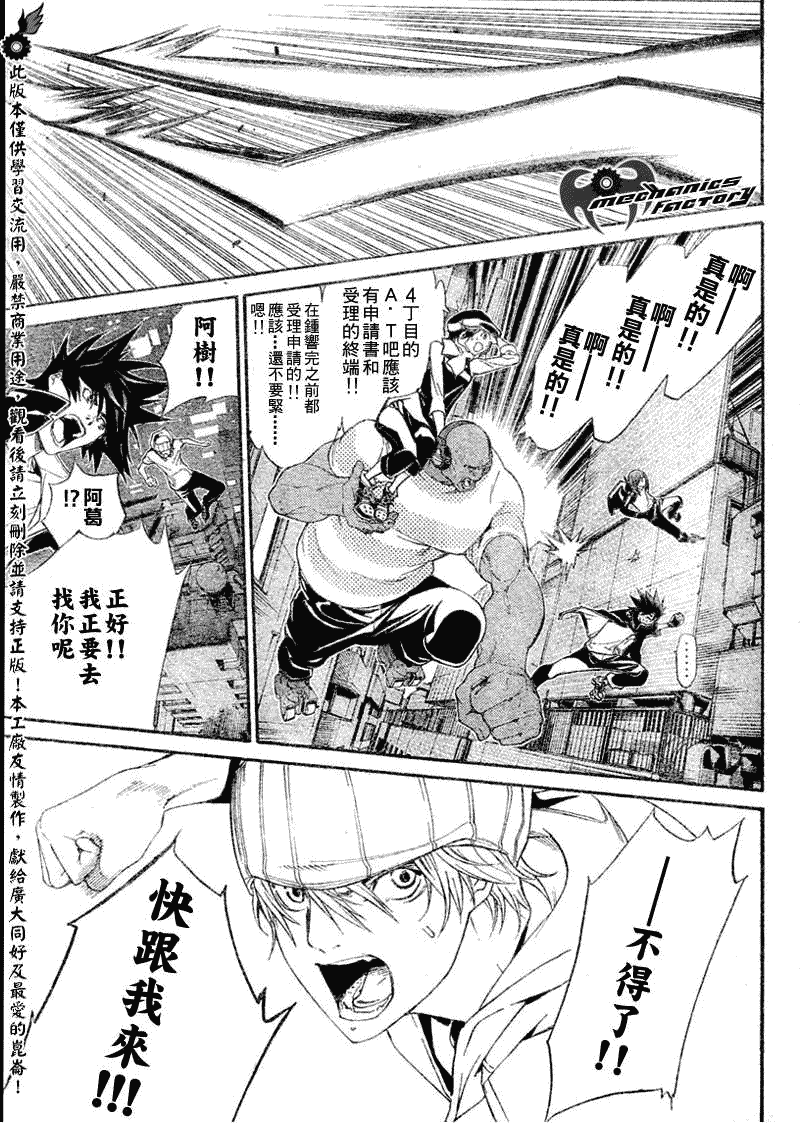 mechanics
factory
啊——
真是的!!
啊——
真是的!!
啊——
真是的!!
4丁目的
A・T吧應該
有申請書和
受理的終端!!
在鍾響完之前都
受理申請的!!
應該…還不要緊……
嗯!!
……
阿樹!!
阿葛
!?
正好!!
我正要去
找你呢
——不得了!!
快跟我來!!!
此版本僅供學習交流用，嚴禁商業用途，觀看後請立刻刪除並請支持正版！本工廠友情製作，獻給廣大同好及最愛的崑崙！